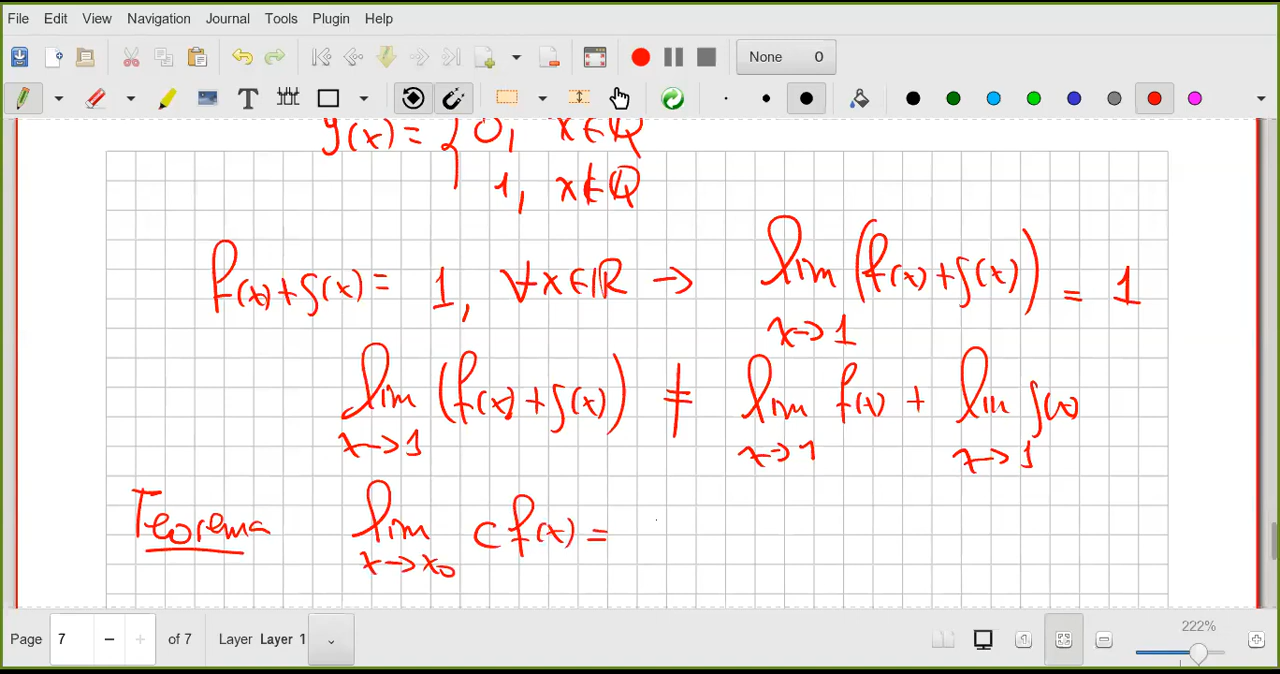 File Edit View Navigation Journal Tools Plugin Help
None 0
g(x) = { 0, x∈ℚ
1, x∉ℚ
f(x)+g(x) = 1, ∀x∈ℝ → lim (f(x)+g(x)) = 1
x→1
lim (f(x)+g(x)) ≠ lim f(x) + lim g(x)
x→1 x→1 x→1
Teorema lim c f(x) =
x→x₀
Page 7 of 7 Layer Layer 1 222%